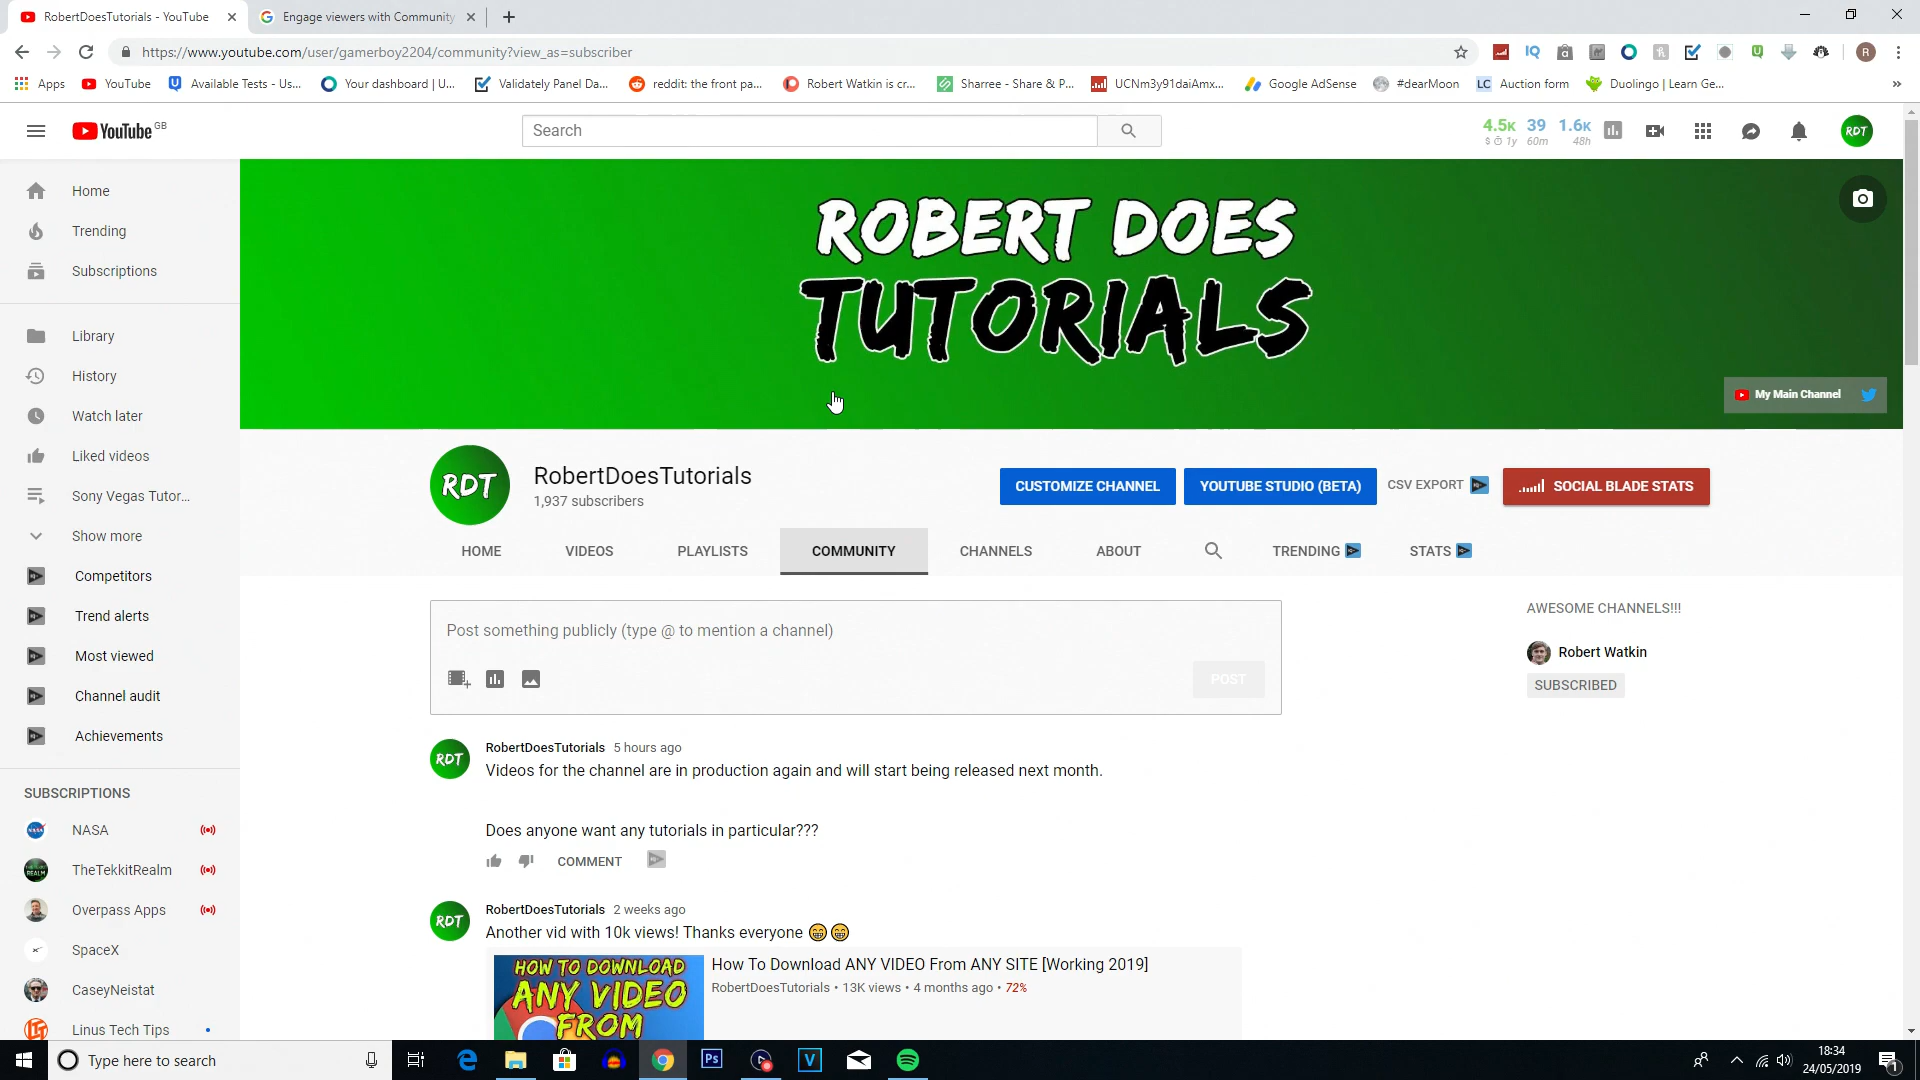 RobertDoesTutorials - YouTube
Engage viewers with Community
https://www.youtube.com/user/gamerboy2204/community?view_as=subscriber
Apps YouTube Available Tests - Us... Your dashboard | U... Validately Panel Da... reddit: the front pa... Robert Watkin is cr... Sharree - Share & P... UCNm3y91daiAmx... Google AdSense #dearMoon Auction form Duolingo | Learn Ge...
YouTube GB
Search
4.5K 39 1.6K
$ 1y 60m 48h
RDT
Home
Trending
Subscriptions
Library
History
Watch later
Liked videos
Sony Vegas Tutor...
Show more
Competitors
Trend alerts
Most viewed
Channel audit
Achievements
SUBSCRIPTIONS
NASA
TheTekkitRealm
Overpass Apps
SpaceX
CaseyNeistat
Linus Tech Tips
ROBERT DOES
TUTORIALS
My Main Channel
RDT
RobertDoesTutorials
1,937 subscribers
CUSTOMIZE CHANNEL YOUTUBE STUDIO (BETA) CSV EXPORT SOCIAL BLADE STATS
HOME VIDEOS PLAYLISTS COMMUNITY CHANNELS ABOUT TRENDING STATS
Post something publicly (type @ to mention a channel)
POST
AWESOME CHANNELS!!!
Robert Watkin
SUBSCRIBED
RDT
RobertDoesTutorials 5 hours ago
Videos for the channel are in production again and will start being released next month.
Does anyone want any tutorials in particular???
COMMENT
RDT
RobertDoesTutorials 2 weeks ago
Another vid with 10k views! Thanks everyone 😁😁
HOW TO DOWNLOAD
ANY VIDEO
FROM
How To Download ANY VIDEO From ANY SITE [Working 2019]
RobertDoesTutorials • 13K views • 4 months ago • 72%
Type here to search
18:34
24/05/2019